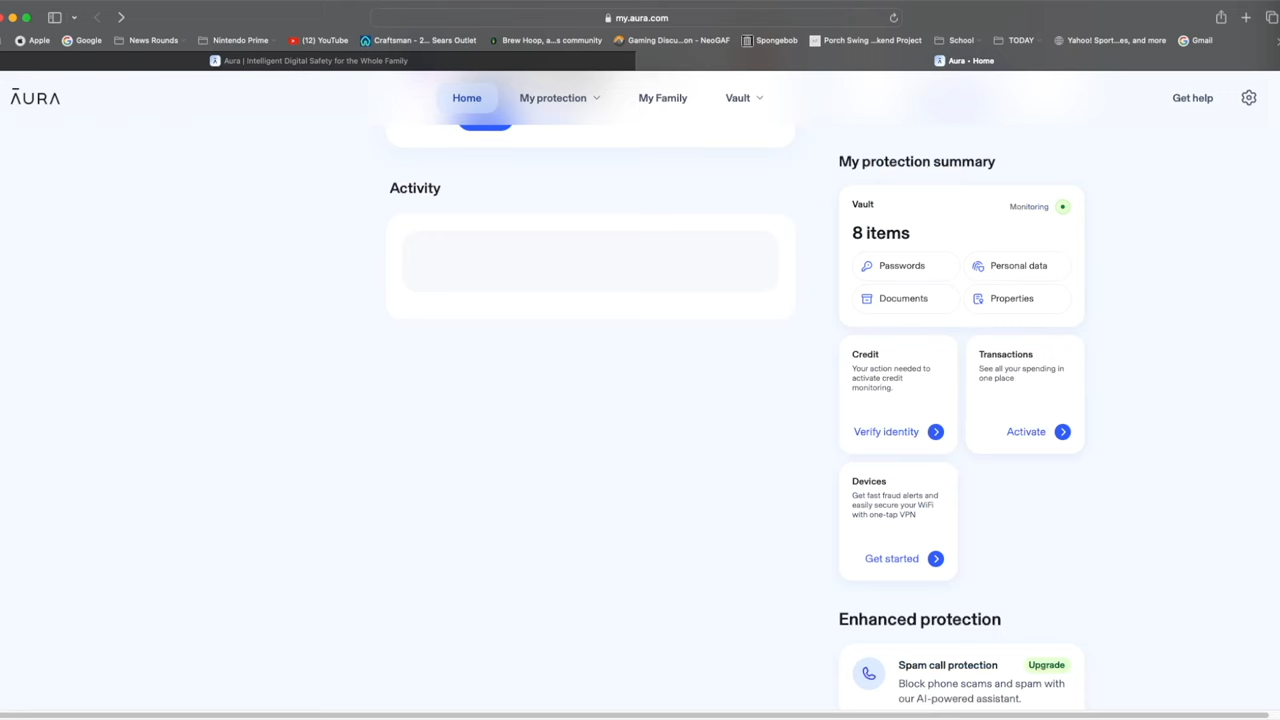 my.aura.com
Apple
Google
News Rounds
Nintendo Prime
(12) YouTube
Craftsman - 2... Sears Outlet
Brew Hoop,...s community
Gaming Discu...on - NeoGAF
Spongebob
Porch Swing ...kend Project
School
TODAY
Yahoo! Sport...es, and more
Gmail
Aura | Intelligent Digital Safety for the Whole Family
Aura • Home
AURA
Home
My protection
My Family
Vault
Get help
Activity
My protection summary
Vault
Monitoring
8 items
Passwords
Personal data
Documents
Properties
Credit
Your action needed to
activate credit
monitoring.
Verify identity
Transactions
See all your spending in
one place
Activate
Devices
Get fast fraud alerts and
easily secure your WiFi
with one-tap VPN
Get started
Enhanced protection
Spam call protection
Upgrade
Block phone scams and spam with
our AI-powered assistant.